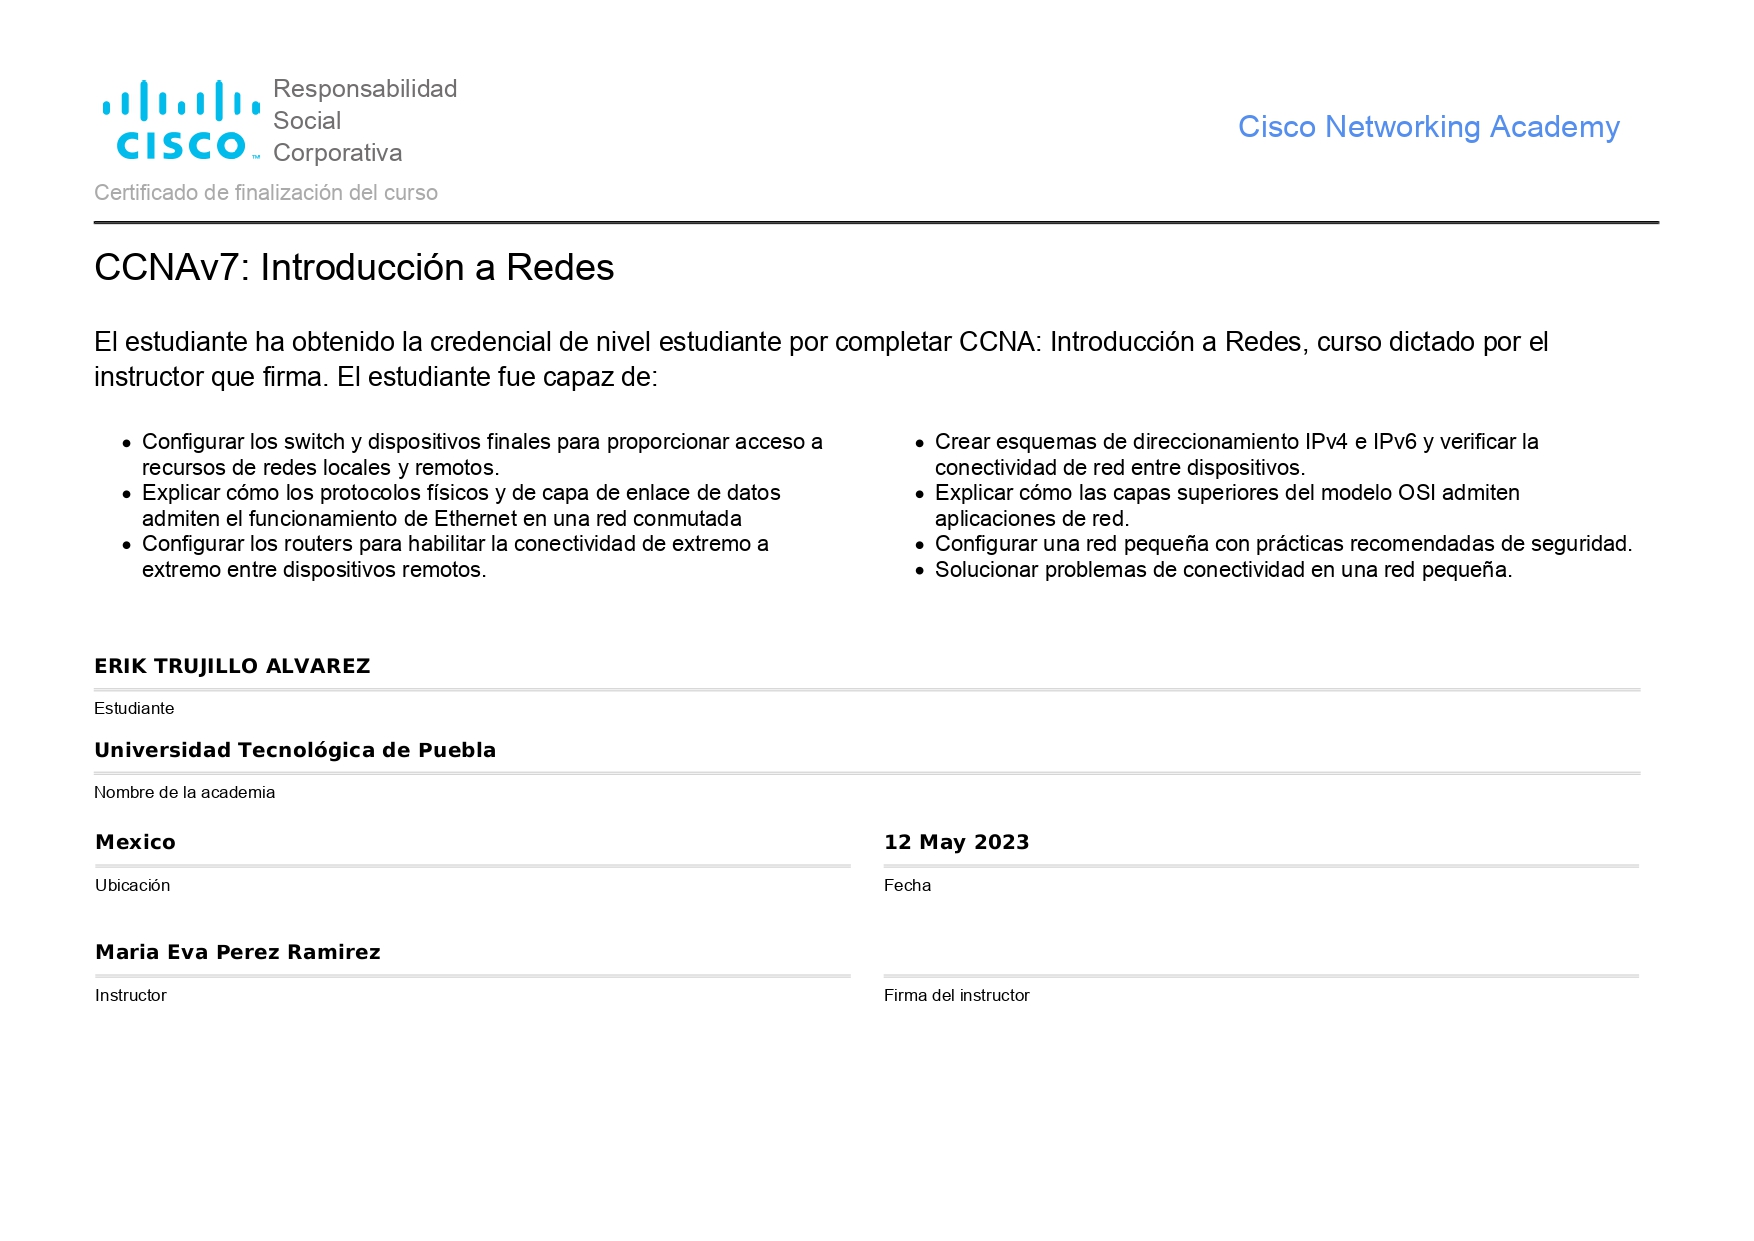 CISCO™
Responsabilidad
Social
Corporativa
Cisco Networking Academy
Certificado de finalización del curso
CCNAv7: Introducción a Redes
El estudiante ha obtenido la credencial de nivel estudiante por completar CCNA: Introducción a Redes, curso dictado por el
instructor que firma. El estudiante fue capaz de:
• Configurar los switch y dispositivos finales para proporcionar acceso a
recursos de redes locales y remotos.
• Explicar cómo los protocolos físicos y de capa de enlace de datos
admiten el funcionamiento de Ethernet en una red conmutada
• Configurar los routers para habilitar la conectividad de extremo a
extremo entre dispositivos remotos.
• Crear esquemas de direccionamiento IPv4 e IPv6 y verificar la
conectividad de red entre dispositivos.
• Explicar cómo las capas superiores del modelo OSI admiten
aplicaciones de red.
• Configurar una red pequeña con prácticas recomendadas de seguridad.
• Solucionar problemas de conectividad en una red pequeña.
ERIK TRUJILLO ALVAREZ
Estudiante
Universidad Tecnológica de Puebla
Nombre de la academia
Mexico
Ubicación
12 May 2023
Fecha
Maria Eva Perez Ramirez
Instructor
Firma del instructor